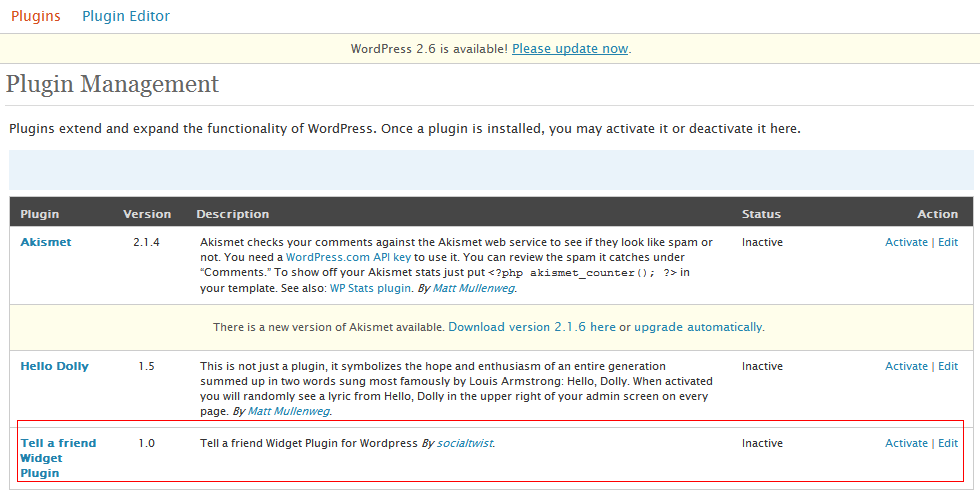 Plugins Plugin Editor
WordPress 2.6 is available! Please update now.
Plugin Management
Plugins extend and expand the functionality of WordPress. Once a plugin is installed, you may activate it or deactivate it here.
Plugin Version Description Status Action
Akismet 2.1.4 Akismet checks your comments against the Akismet web service to see if they look like spam or Inactive Activate | Edit
not. You need a WordPress.com API key to use it. You can review the spam it catches under
“Comments.” To show off your Akismet stats just put <?php akismet_counter(); ?> in
your template. See also: WP Stats plugin. By Matt Mullenweg.
There is a new version of Akismet available. Download version 2.1.6 here or upgrade automatically.
Hello Dolly 1.5 This is not just a plugin, it symbolizes the hope and enthusiasm of an entire generation Inactive Activate | Edit
summed up in two words sung most famously by Louis Armstrong: Hello, Dolly. When activated
you will randomly see a lyric from Hello, Dolly in the upper right of your admin screen on every
page. By Matt Mullenweg.
Tell a friend 1.0 Tell a friend Widget Plugin for Wordpress By socialtwist. Inactive Activate | Edit
Widget
Plugin